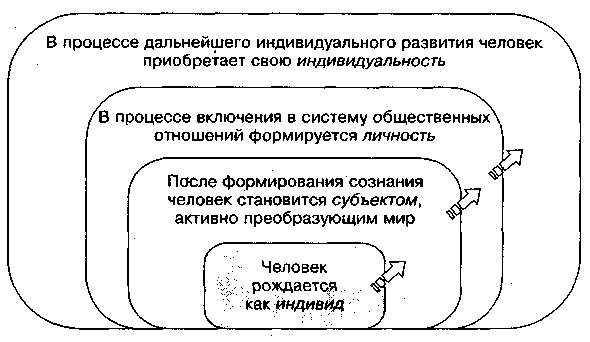 В процессе дальнейшего индивидуального развития человек
приобретает свою индивидуальность
В процессе включения в систему общественных
отношений формируется личность
После формирования сознания
человек становится субъектом,
активно преобразующим мир
Человек
рождается
как индивид